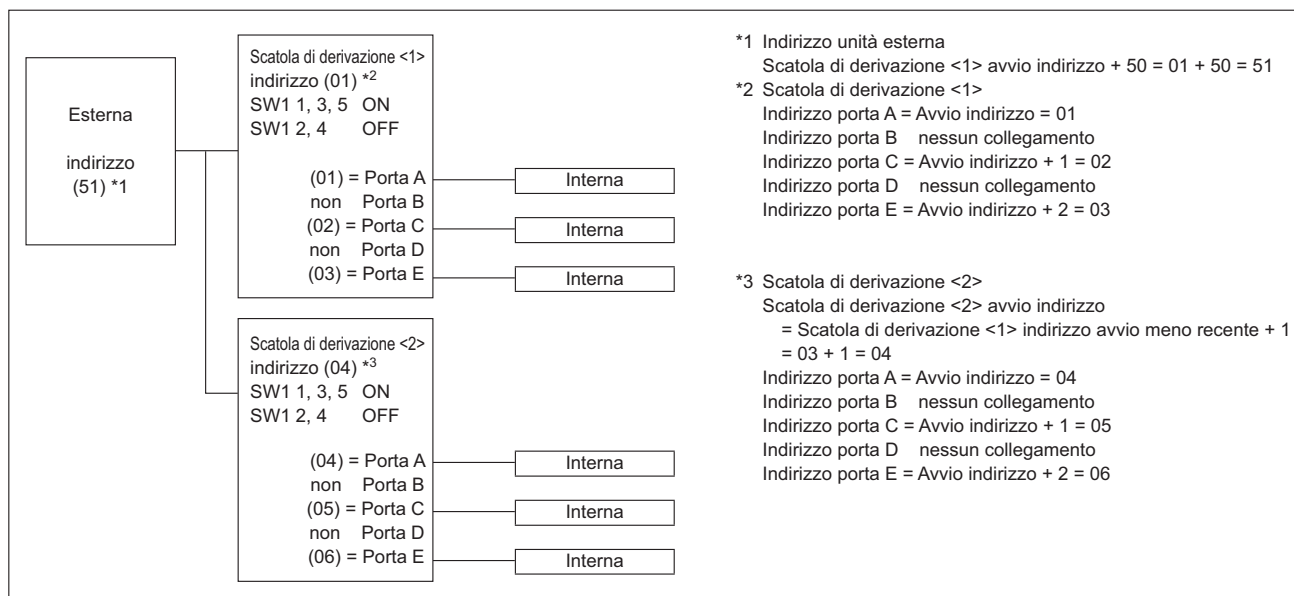 Esterna
indirizzo
(51) *1
Scatola di derivazione <1>
indirizzo (01) *2
SW1 1, 3, 5 ON
SW1 2, 4 OFF
(01) = Porta A
non Porta B
(02) = Porta C
non Porta D
(03) = Porta E
Interna
Interna
Interna
Scatola di derivazione <2>
indirizzo (04) *3
SW1 1, 3, 5 ON
SW1 2, 4 OFF
(04) = Porta A
non Porta B
(05) = Porta C
non Porta D
(06) = Porta E
Interna
Interna
Interna
*1 Indirizzo unità esterna
Scatola di derivazione <1> avvio indirizzo + 50 = 01 + 50 = 51
*2 Scatola di derivazione <1>
Indirizzo porta A = Avvio indirizzo = 01
Indirizzo porta B nessun collegamento
Indirizzo porta C = Avvio indirizzo + 1 = 02
Indirizzo porta D nessun collegamento
Indirizzo porta E = Avvio indirizzo + 2 = 03
*3 Scatola di derivazione <2>
Scatola di derivazione <2> avvio indirizzo
= Scatola di derivazione <1> indirizzo avvio meno recente + 1
= 03 + 1 = 04
Indirizzo porta A = Avvio indirizzo = 04
Indirizzo porta B nessun collegamento
Indirizzo porta C = Avvio indirizzo + 1 = 05
Indirizzo porta D nessun collegamento
Indirizzo porta E = Avvio indirizzo + 2 = 06